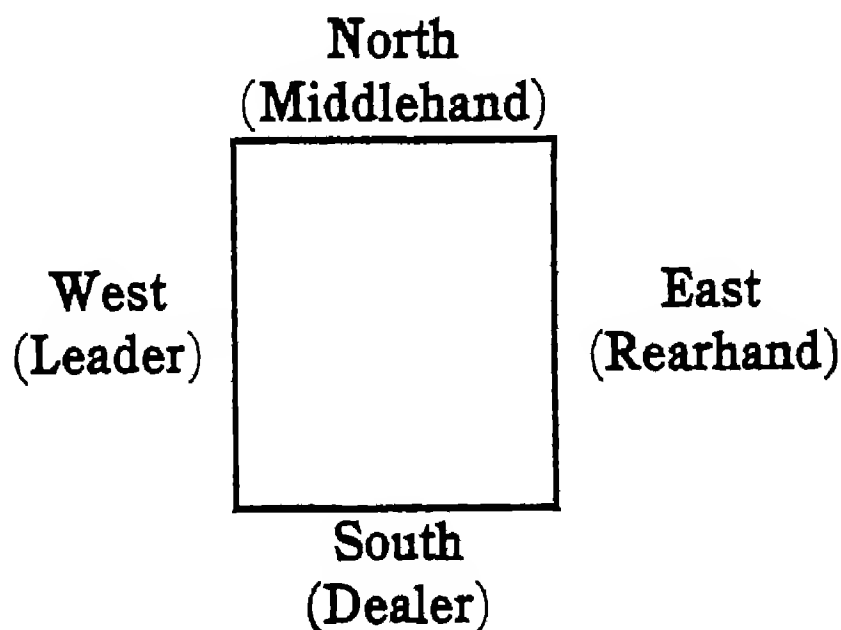 North
(Middlehand)
West
(Leader)
East
(Rearhand)
South
(Dealer)